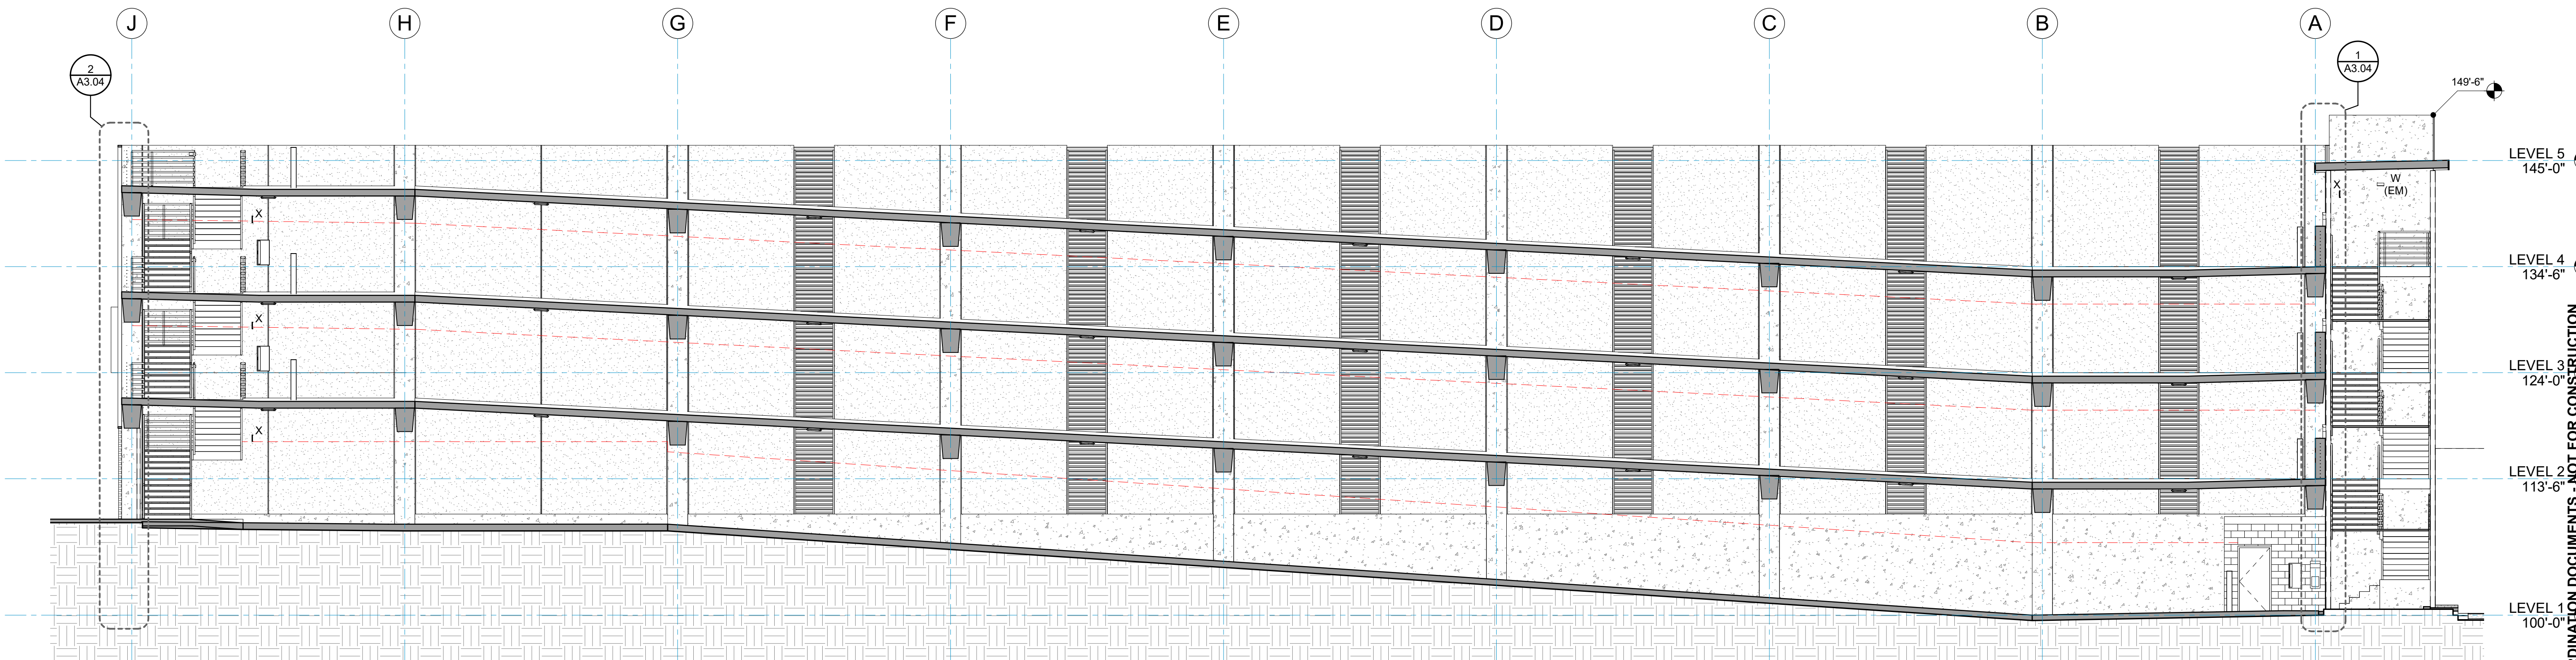 J
H
G
F
E
D
C
B
A
2
A3.04
1
A3.04
149'-6"
LEVEL 5
145'-0"
X
W
(EM)
X
LEVEL 4
134'-6"
X
LEVEL 3
124'-0"
X
LEVEL 2
113'-6"
LEVEL 1
100'-0"
DOCUMENTS - NOT FOR CONSTRUCTION